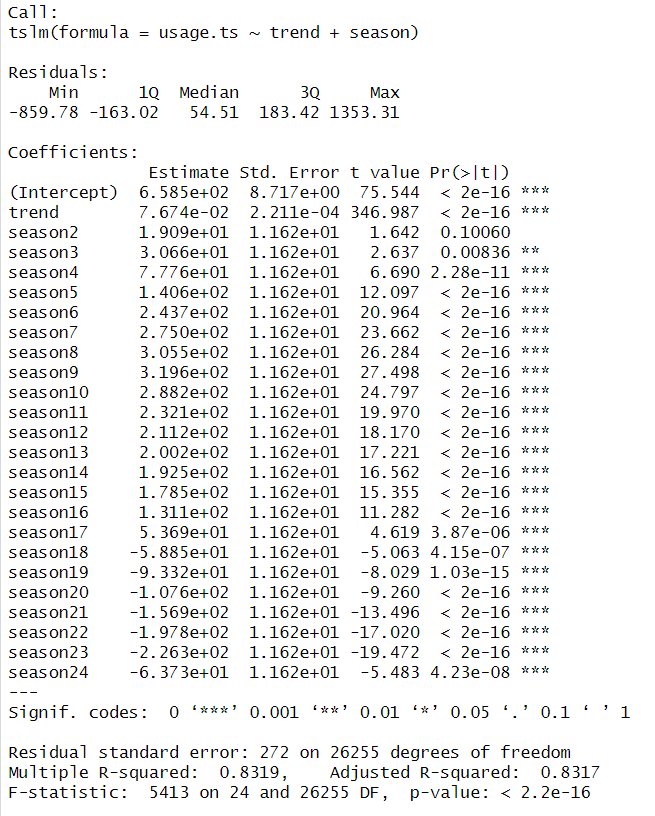 Call:
tslm(formula = usage.ts ~ trend + season)

Residuals:
    Min      1Q  Median      3Q     Max
-859.78 -163.02   54.51  183.42 1353.31

Coefficients:
              Estimate Std. Error t value Pr(>|t|)
(Intercept)  6.585e+02  8.717e+00  75.544  < 2e-16 ***
trend        7.674e-02  2.211e-04 346.987  < 2e-16 ***
season2      1.909e+01  1.162e+01   1.642  0.10060
season3      3.066e+01  1.162e+01   2.637  0.00836 **
season4      7.776e+01  1.162e+01   6.690 2.28e-11 ***
season5      1.406e+02  1.162e+01  12.097  < 2e-16 ***
season6      2.437e+02  1.162e+01  20.964  < 2e-16 ***
season7      2.750e+02  1.162e+01  23.662  < 2e-16 ***
season8      3.055e+02  1.162e+01  26.284  < 2e-16 ***
season9      3.196e+02  1.162e+01  27.498  < 2e-16 ***
season10     2.882e+02  1.162e+01  24.797  < 2e-16 ***
season11     2.321e+02  1.162e+01  19.970  < 2e-16 ***
season12     2.112e+02  1.162e+01  18.170  < 2e-16 ***
season13     2.002e+02  1.162e+01  17.221  < 2e-16 ***
season14     1.925e+02  1.162e+01  16.562  < 2e-16 ***
season15     1.785e+02  1.162e+01  15.355  < 2e-16 ***
season16     1.311e+02  1.162e+01  11.282  < 2e-16 ***
season17     5.369e+01  1.162e+01   4.619 3.87e-06 ***
season18    -5.885e+01  1.162e+01  -5.063 4.15e-07 ***
season19    -9.332e+01  1.162e+01  -8.029 1.03e-15 ***
season20    -1.076e+02  1.162e+01  -9.260  < 2e-16 ***
season21    -1.569e+02  1.162e+01 -13.496  < 2e-16 ***
season22    -1.978e+02  1.162e+01 -17.020  < 2e-16 ***
season23    -2.263e+02  1.162e+01 -19.472  < 2e-16 ***
season24    -6.373e+01  1.162e+01  -5.483 4.23e-08 ***
---
Signif. codes:  0 ‘***’ 0.001 ‘**’ 0.01 ‘*’ 0.05 ‘.’ 0.1 ‘ ’ 1

Residual standard error: 272 on 26255 degrees of freedom
Multiple R-squared:  0.8319,    Adjusted R-squared:  0.8317
F-statistic:  5413 on 24 and 26255 DF,  p-value: < 2.2e-16